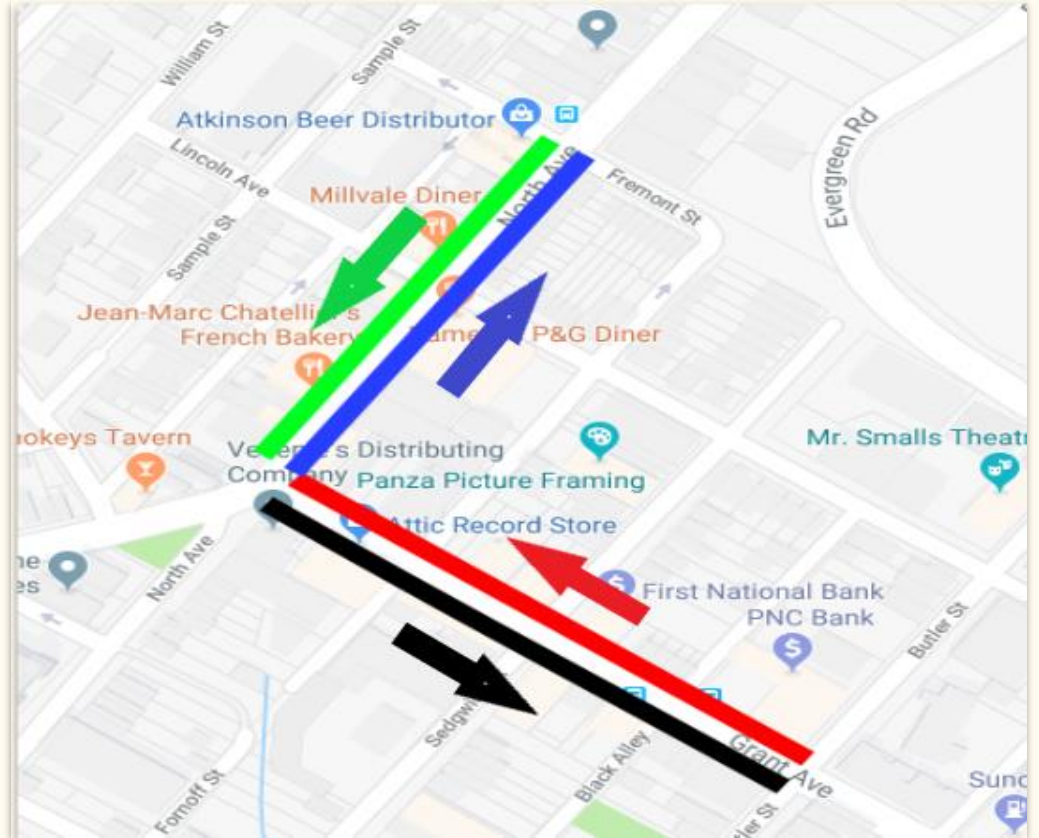 William St
Sample St
Atkinson Beer Distributor
Lincoln Ave
Millvale Diner
North Ave
Fremont St
Evergreen Rd
Sample St
Jean-Marc Chatellier's
French Bakery
P&G Diner
okeys Tavern
Distributing
Company
Panza Picture Framing
Mr. Smalls Theat
Attic Record Store
North Ave
First National Bank
PNC Bank
Butler St
Black Alley
Grant Ave
Fornoff St